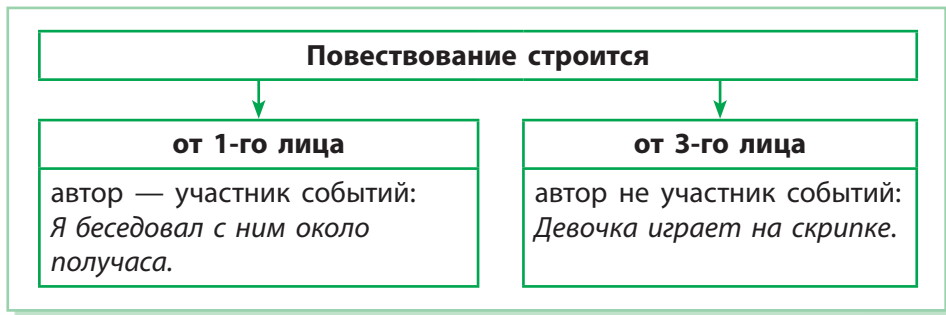 Повествование строится
от 1-го лица
автор — участник событий:
Я беседовал с ним около
получаса.
от 3-го лица
автор не участник событий:
Девочка играет на скрипке.